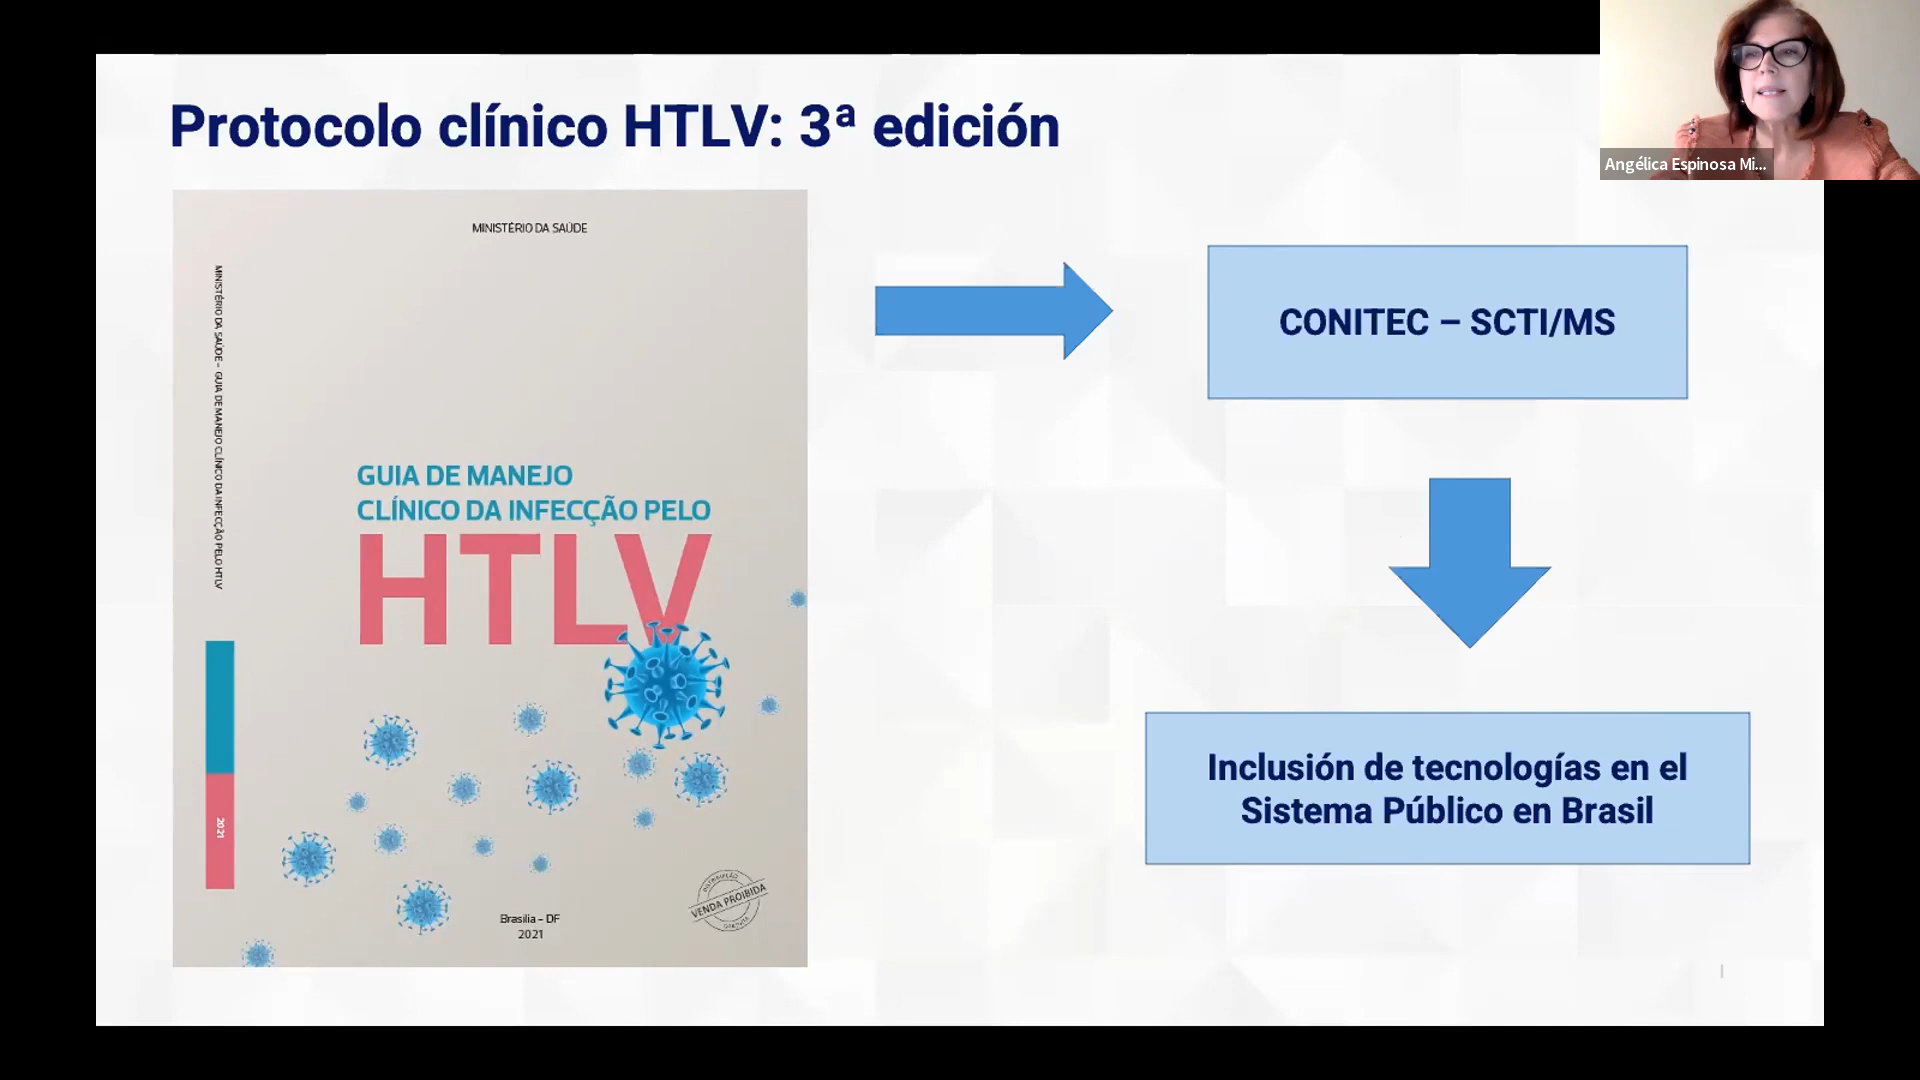 Protocolo clínico HTLV: 3ª edición
Angélica Espinosa Mi...
MINISTÉRIO DA SAÚDE
MINISTÉRIO DA SAÚDE - GUIA DE MANEJO CLÍNICO DA INFECÇÃO PELO HTLV
2021
GUIA DE MANEJO
CLÍNICO DA INFECÇÃO PELO
HTLV
Brasília – DF
2021
DISTRIBUIÇÃO
VENDA PROIBIDA
GRATUITA
CONITEC – SCTI/MS
Inclusión de tecnologías en el
Sistema Público en Brasil